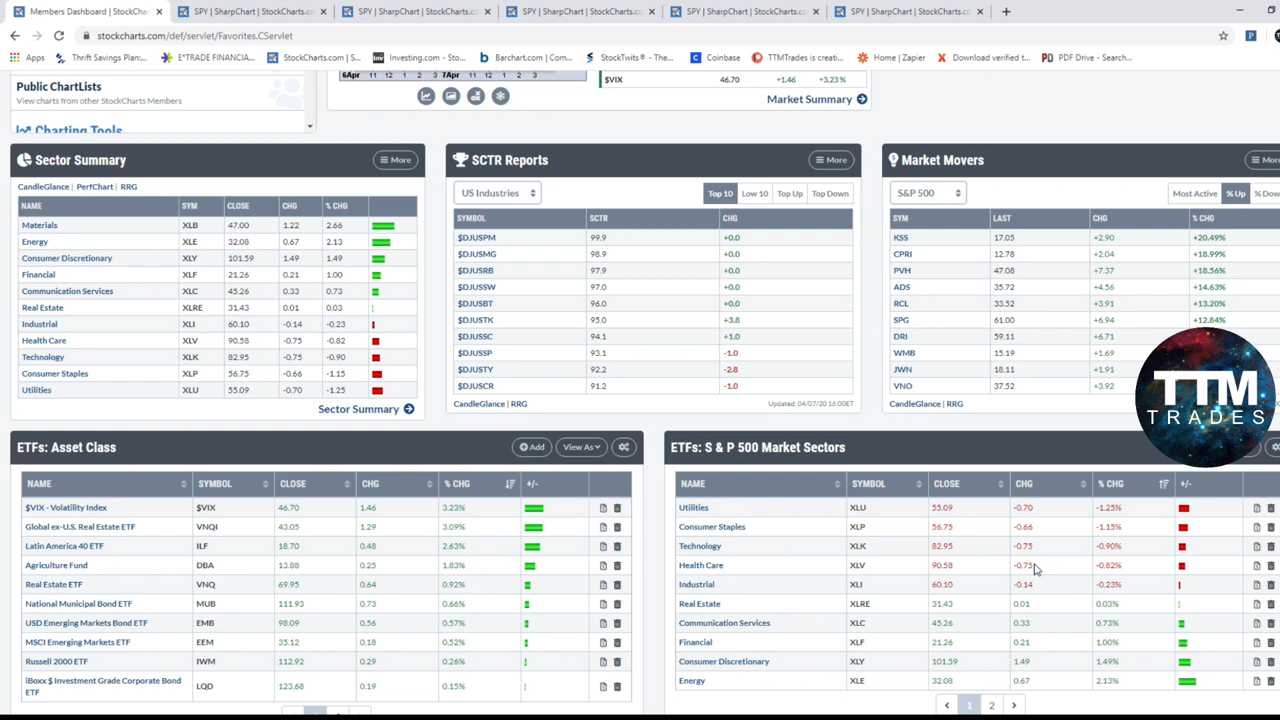 Members Dashboard | StockChar SPY | SharpChart | StockCharts.com SPY | SharpChart | StockCharts.com SPY | SharpChart | StockCharts.com SPY | SharpChart | StockCharts.com SPY | SharpChart | StockCharts.com
stockcharts.com/def/servlet/Favorites.CServlet
Apps Thrift Savings Plan:... E*TRADE FINANCIA... StockCharts.com | S... Investing.com - Sto... Barchart.com | Com... StockTwits® - The... Coinbase TTMTrades is creati... Home | Zapier Download verified t... PDF Drive - Search...
6Apr 11 12 1 2 3 7Apr 11 12 1 2 3
$VIX 46.70 +1.46 +3.23 %
Public ChartLists
View charts from other StockCharts Members
Market Summary
Charting Tools
Sector Summary More
CandleGlance | PerfChart | RRG
NAME SYM CLOSE CHG % CHG
Materials XLB 47.00 1.22 2.66
Energy XLE 32.08 0.67 2.13
Consumer Discretionary XLY 101.59 1.49 1.49
Financial XLF 21.26 0.21 1.00
Communication Services XLC 45.26 0.33 0.73
Real Estate XLRE 31.43 0.01 0.03
Industrial XLI 60.10 -0.14 -0.23
Health Care XLV 90.58 -0.75 -0.82
Technology XLK 82.95 -0.75 -0.90
Consumer Staples XLP 56.75 -0.66 -1.15
Utilities XLU 55.09 -0.70 -1.25
Sector Summary
SCTR Reports More
US Industries Top 10 Low 10 Top Up Top Down
SYMBOL SCTR CHG
$DJUSPM 99.9 +0.0
$DJUSMG 98.9 +0.0
$DJUSRB 97.9 +0.0
$DJUSSW 97.0 +0.0
$DJUSBT 96.0 +0.0
$DJUSTK 95.0 +3.8
$DJUSSC 94.1 +1.0
$DJUSSP 93.1 -1.0
$DJUSTY 92.2 -2.8
$DJUSCR 91.2 -1.0
CandleGlance | RRG Updated: 04/07/20 16:00ET
Market Movers More
S&P 500 Most Active % Up % Dow
SYM LAST CHG % CHG
KSS 17.05 +2.90 +20.49%
CPRI 12.78 +2.04 +18.99%
PVH 47.08 +7.37 +18.56%
ADS 35.72 +4.56 +14.63%
RCL 33.52 +3.91 +13.20%
SPG 61.00 +6.94 +12.84%
DRI 59.11 +6.71
WMB 15.19 +1.69
JWN 18.11 +1.91
VNO 37.52 +3.92
CandleGlance | RRG
TTM
TRADES
ETFs: Asset Class Add View As
NAME SYMBOL CLOSE CHG % CHG +/-
$VIX - Volatility Index $VIX 46.70 1.46 3.23%
Global ex-U.S. Real Estate ETF VNQI 43.05 1.29 3.09%
Latin America 40 ETF ILF 18.70 0.48 2.63%
Agriculture Fund DBA 13.88 0.25 1.83%
Real Estate ETF VNQ 69.95 0.64 0.92%
National Municipal Bond ETF MUB 111.93 0.73 0.66%
USD Emerging Markets Bond ETF EMB 98.09 0.56 0.57%
MSCI Emerging Markets ETF EEM 35.12 0.18 0.52%
Russell 2000 ETF IWM 112.92 0.29 0.26%
iBoxx $ Investment Grade Corporate Bond
ETF LQD 123.68 0.19 0.15%
ETFs: S & P 500 Market Sectors
NAME SYMBOL CLOSE CHG % CHG +/-
Utilities XLU 55.09 -0.70 -1.25%
Consumer Staples XLP 56.75 -0.66 -1.15%
Technology XLK 82.95 -0.75 -0.90%
Health Care XLV 90.58 -0.75 -0.82%
Industrial XLI 60.10 -0.14 -0.23%
Real Estate XLRE 31.43 0.01 0.03%
Communication Services XLC 45.26 0.33 0.73%
Financial XLF 21.26 0.21 1.00%
Consumer Discretionary XLY 101.59 1.49 1.49%
Energy XLE 32.08 0.67 2.13%
1 2